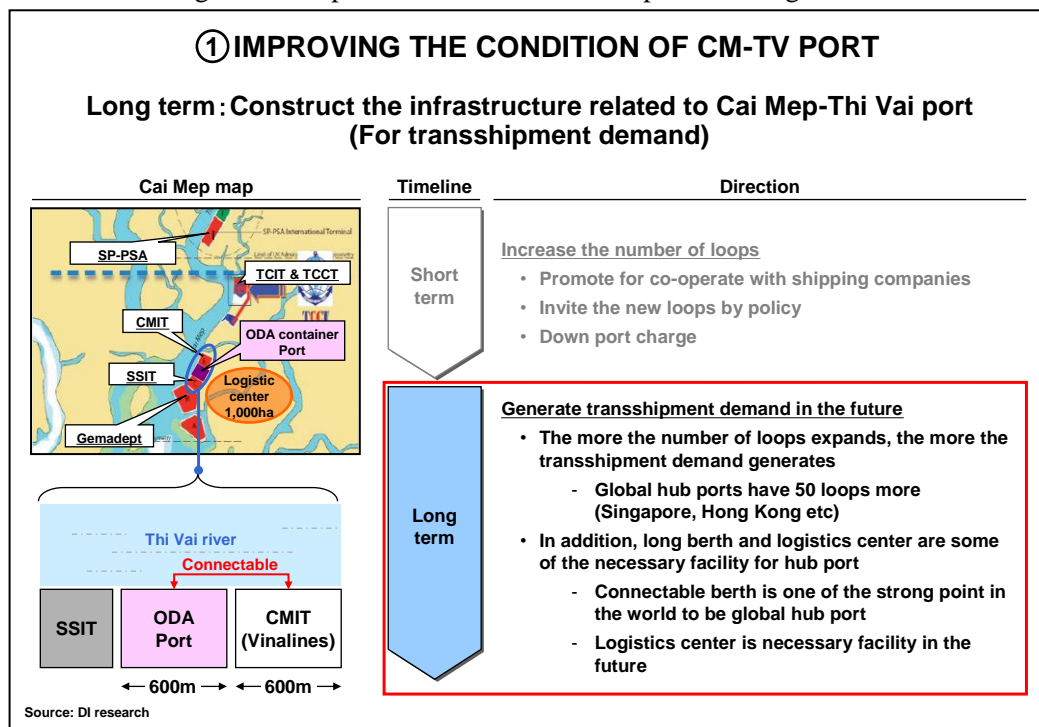 ① IMPROVING THE CONDITION OF CM-TV PORT
Long term : Construct the infrastructure related to Cai Mep-Thi Vai port
(For transshipment demand)
Cai Mep map
Timeline
Direction
SP-PSA International Terminal
SP-PSA
TCIT & TCCT
TCCT
CMIT
ODA container
Port
SSIT
Logistic
center
1,000ha
Gemadept
Short
term
Increase the number of loops
• Promote for co-operate with shipping companies
• Invite the new loops by policy
• Down port charge
Long
term
Generate transshipment demand in the future
• The more the number of loops expands, the more the
transshipment demand generates
- Global hub ports have 50 loops more
(Singapore, Hong Kong etc)
• In addition, long berth and logistics center are some
of the necessary facility for hub port
- Connectable berth is one of the strong point in
the world to be global hub port
- Logistics center is necessary facility in the
future
Thi Vai river
Connectable
SSIT
ODA
Port
CMIT
(Vinalines)
600m
600m
Source: DI research